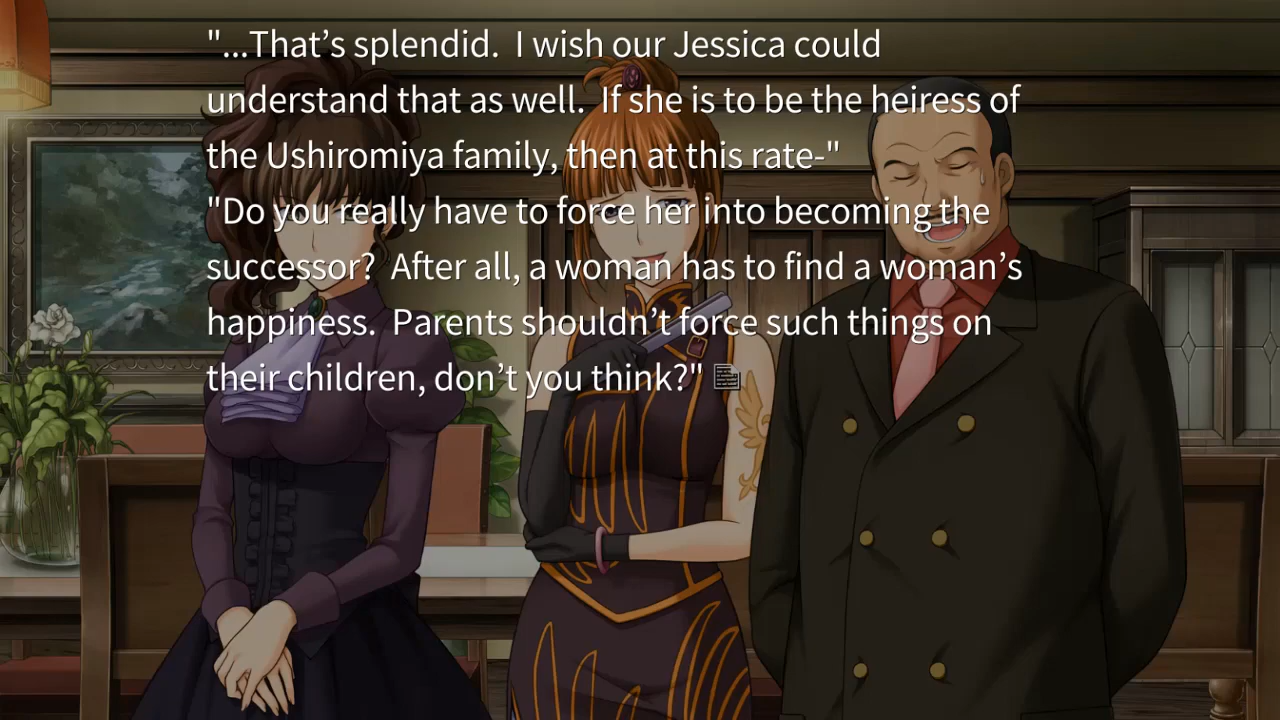 "...That’s splendid.  I wish our Jessica could
understand that as well.  If she is to be the heiress of
the Ushiromiya family, then at this rate-"
"Do you really have to force her into becoming the
successor?  After all, a woman has to find a woman’s
happiness.  Parents shouldn’t force such things on
their children, don’t you think?"